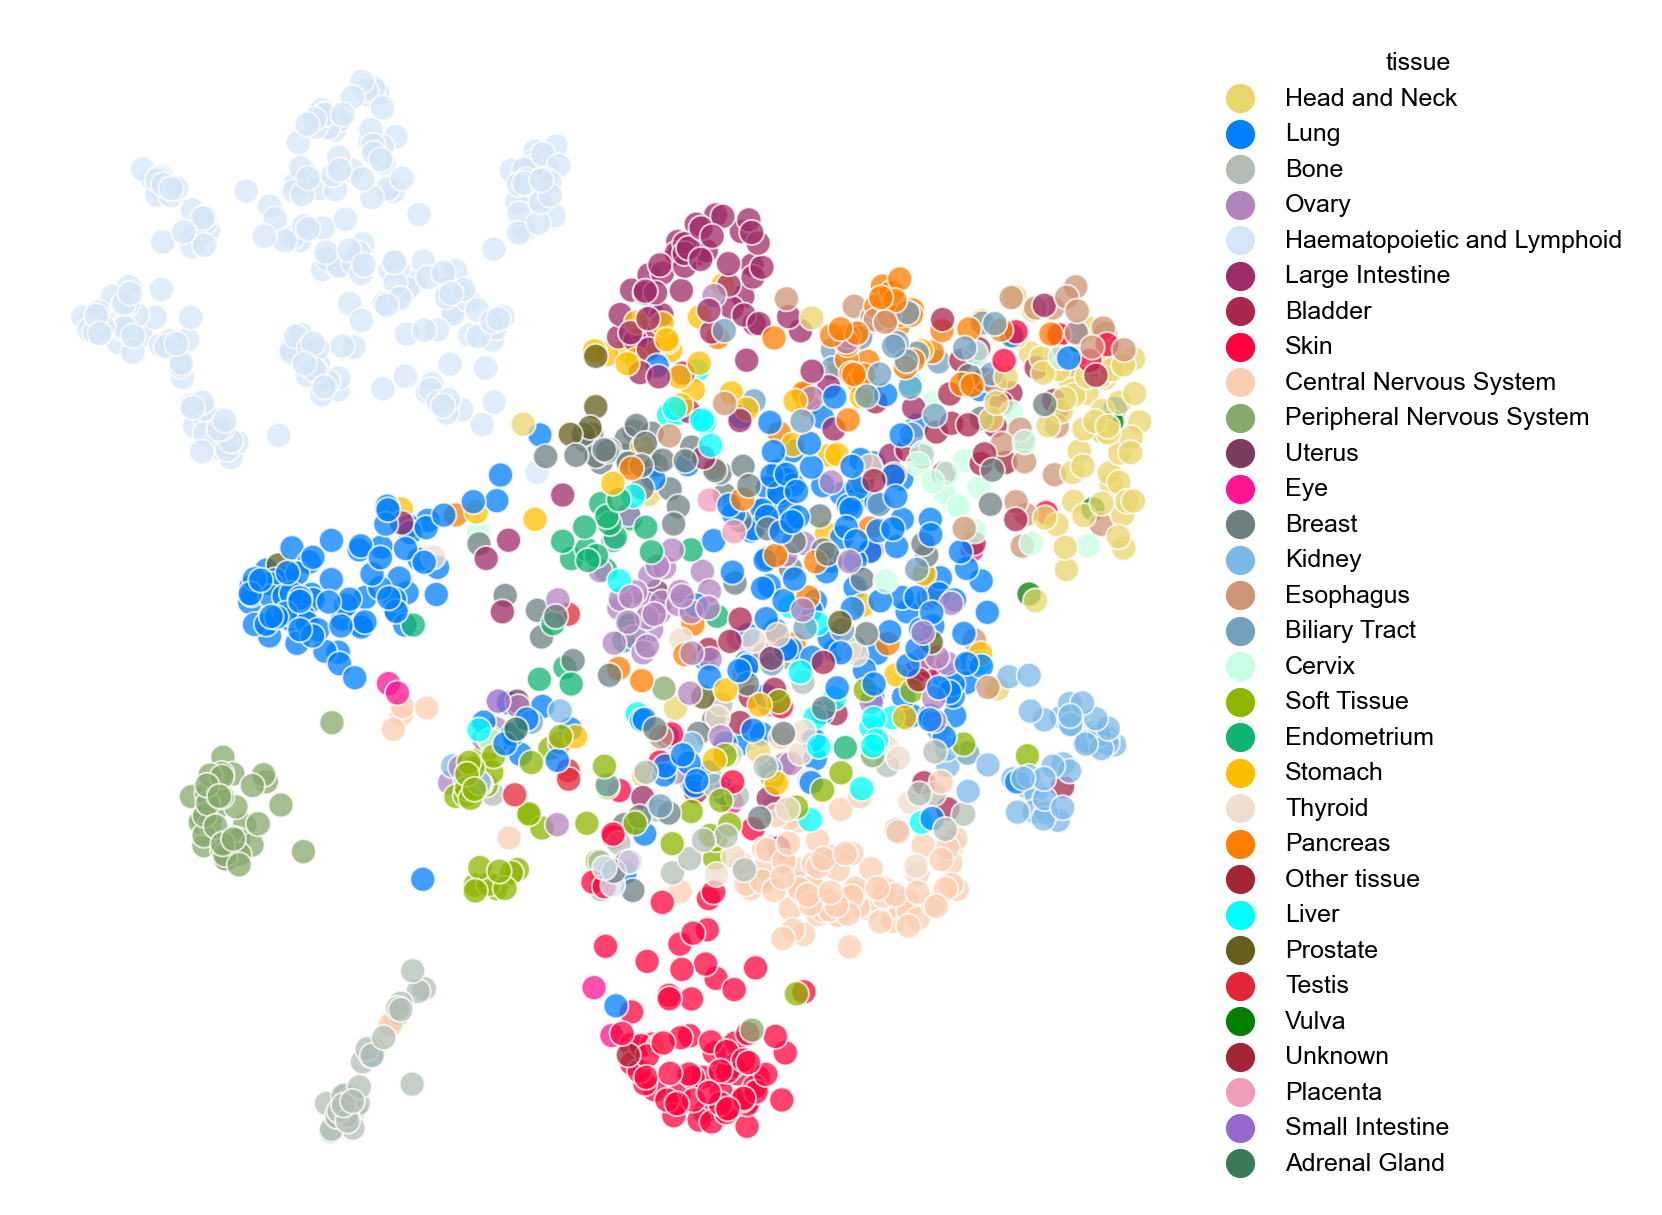 tissue
Head and Neck
Lung
Bone
Ovary
Haematopoietic and Lymphoid
Large Intestine
Bladder
Skin
Central Nervous System
Peripheral Nervous System
Uterus
Eye
Breast
Kidney
Esophagus
Biliary Tract
Cervix
Soft Tissue
Endometrium
Stomach
Thyroid
Pancreas
Other tissue
Liver
Prostate
Testis
Vulva
Unknown
Placenta
Small Intestine
Adrenal Gland